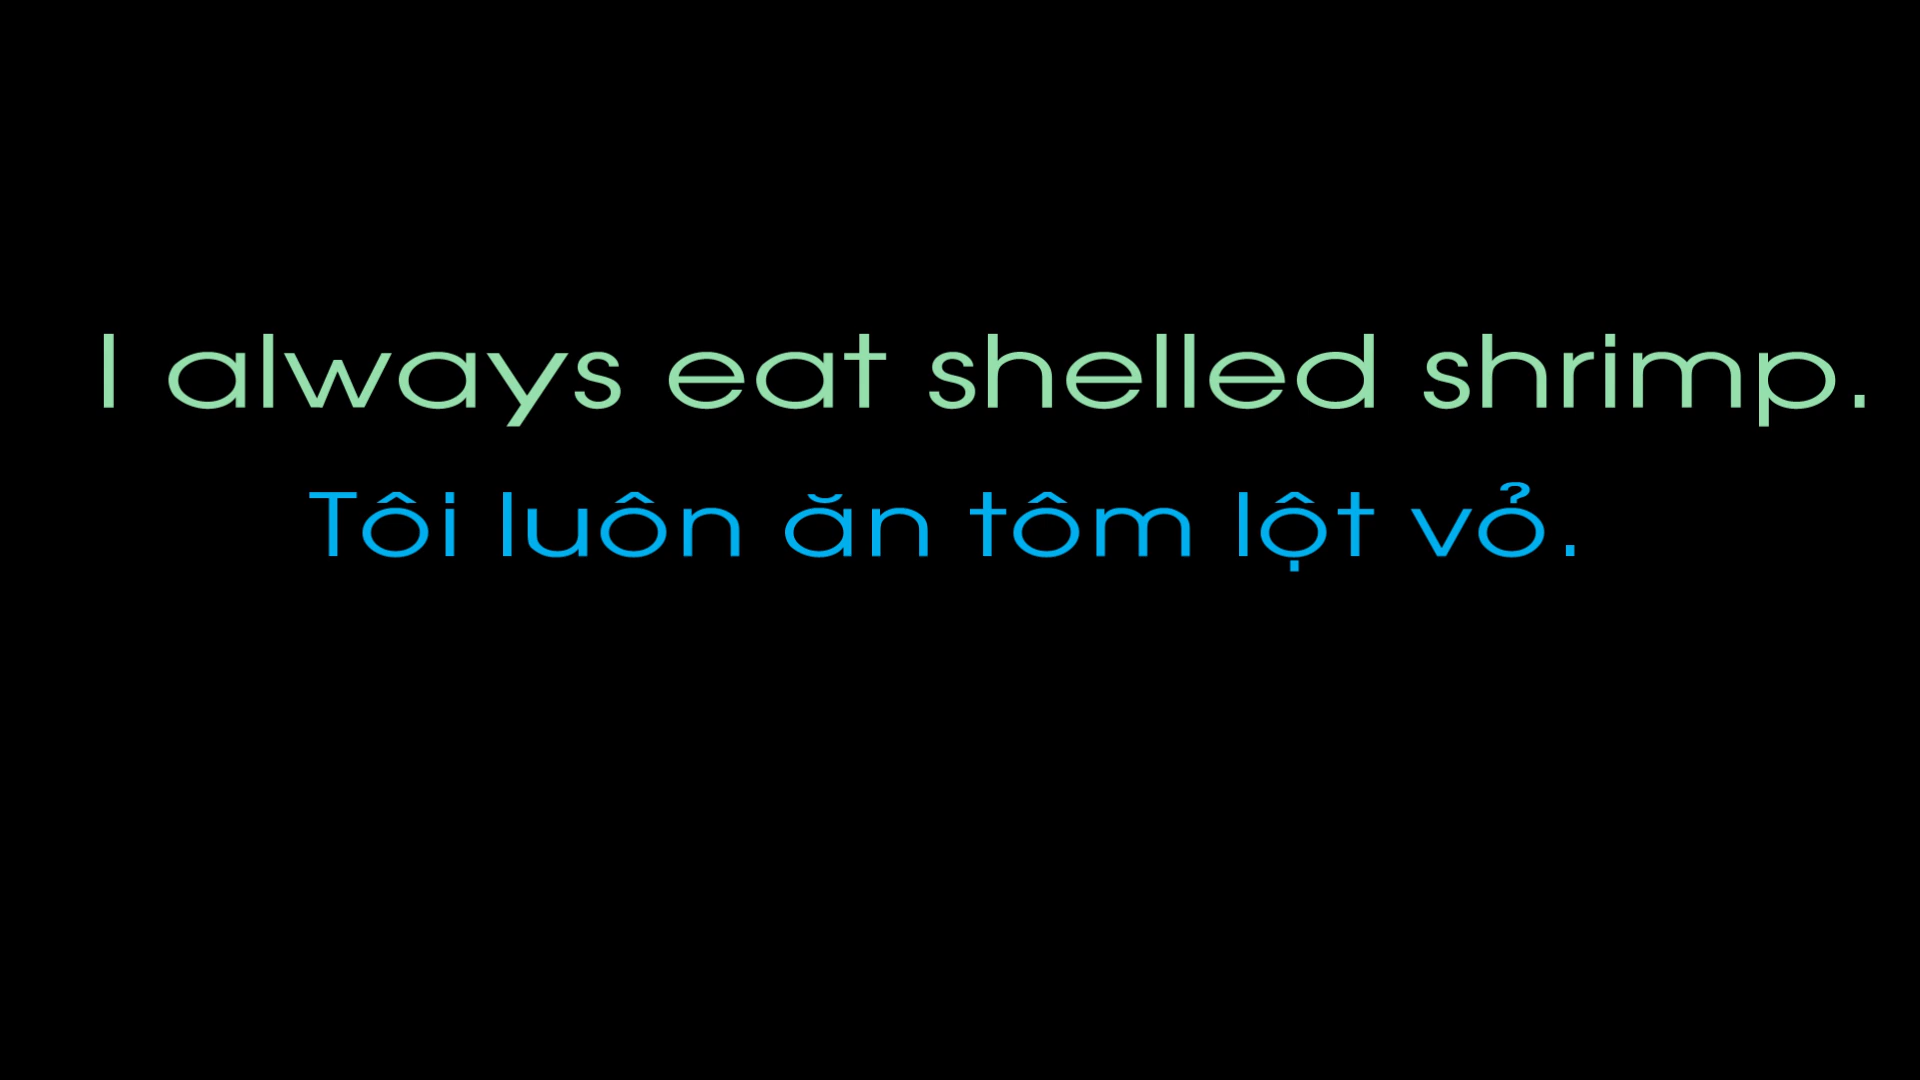 I always eat shelled shrimp.
Tôi luôn ăn tôm lột vỏ.